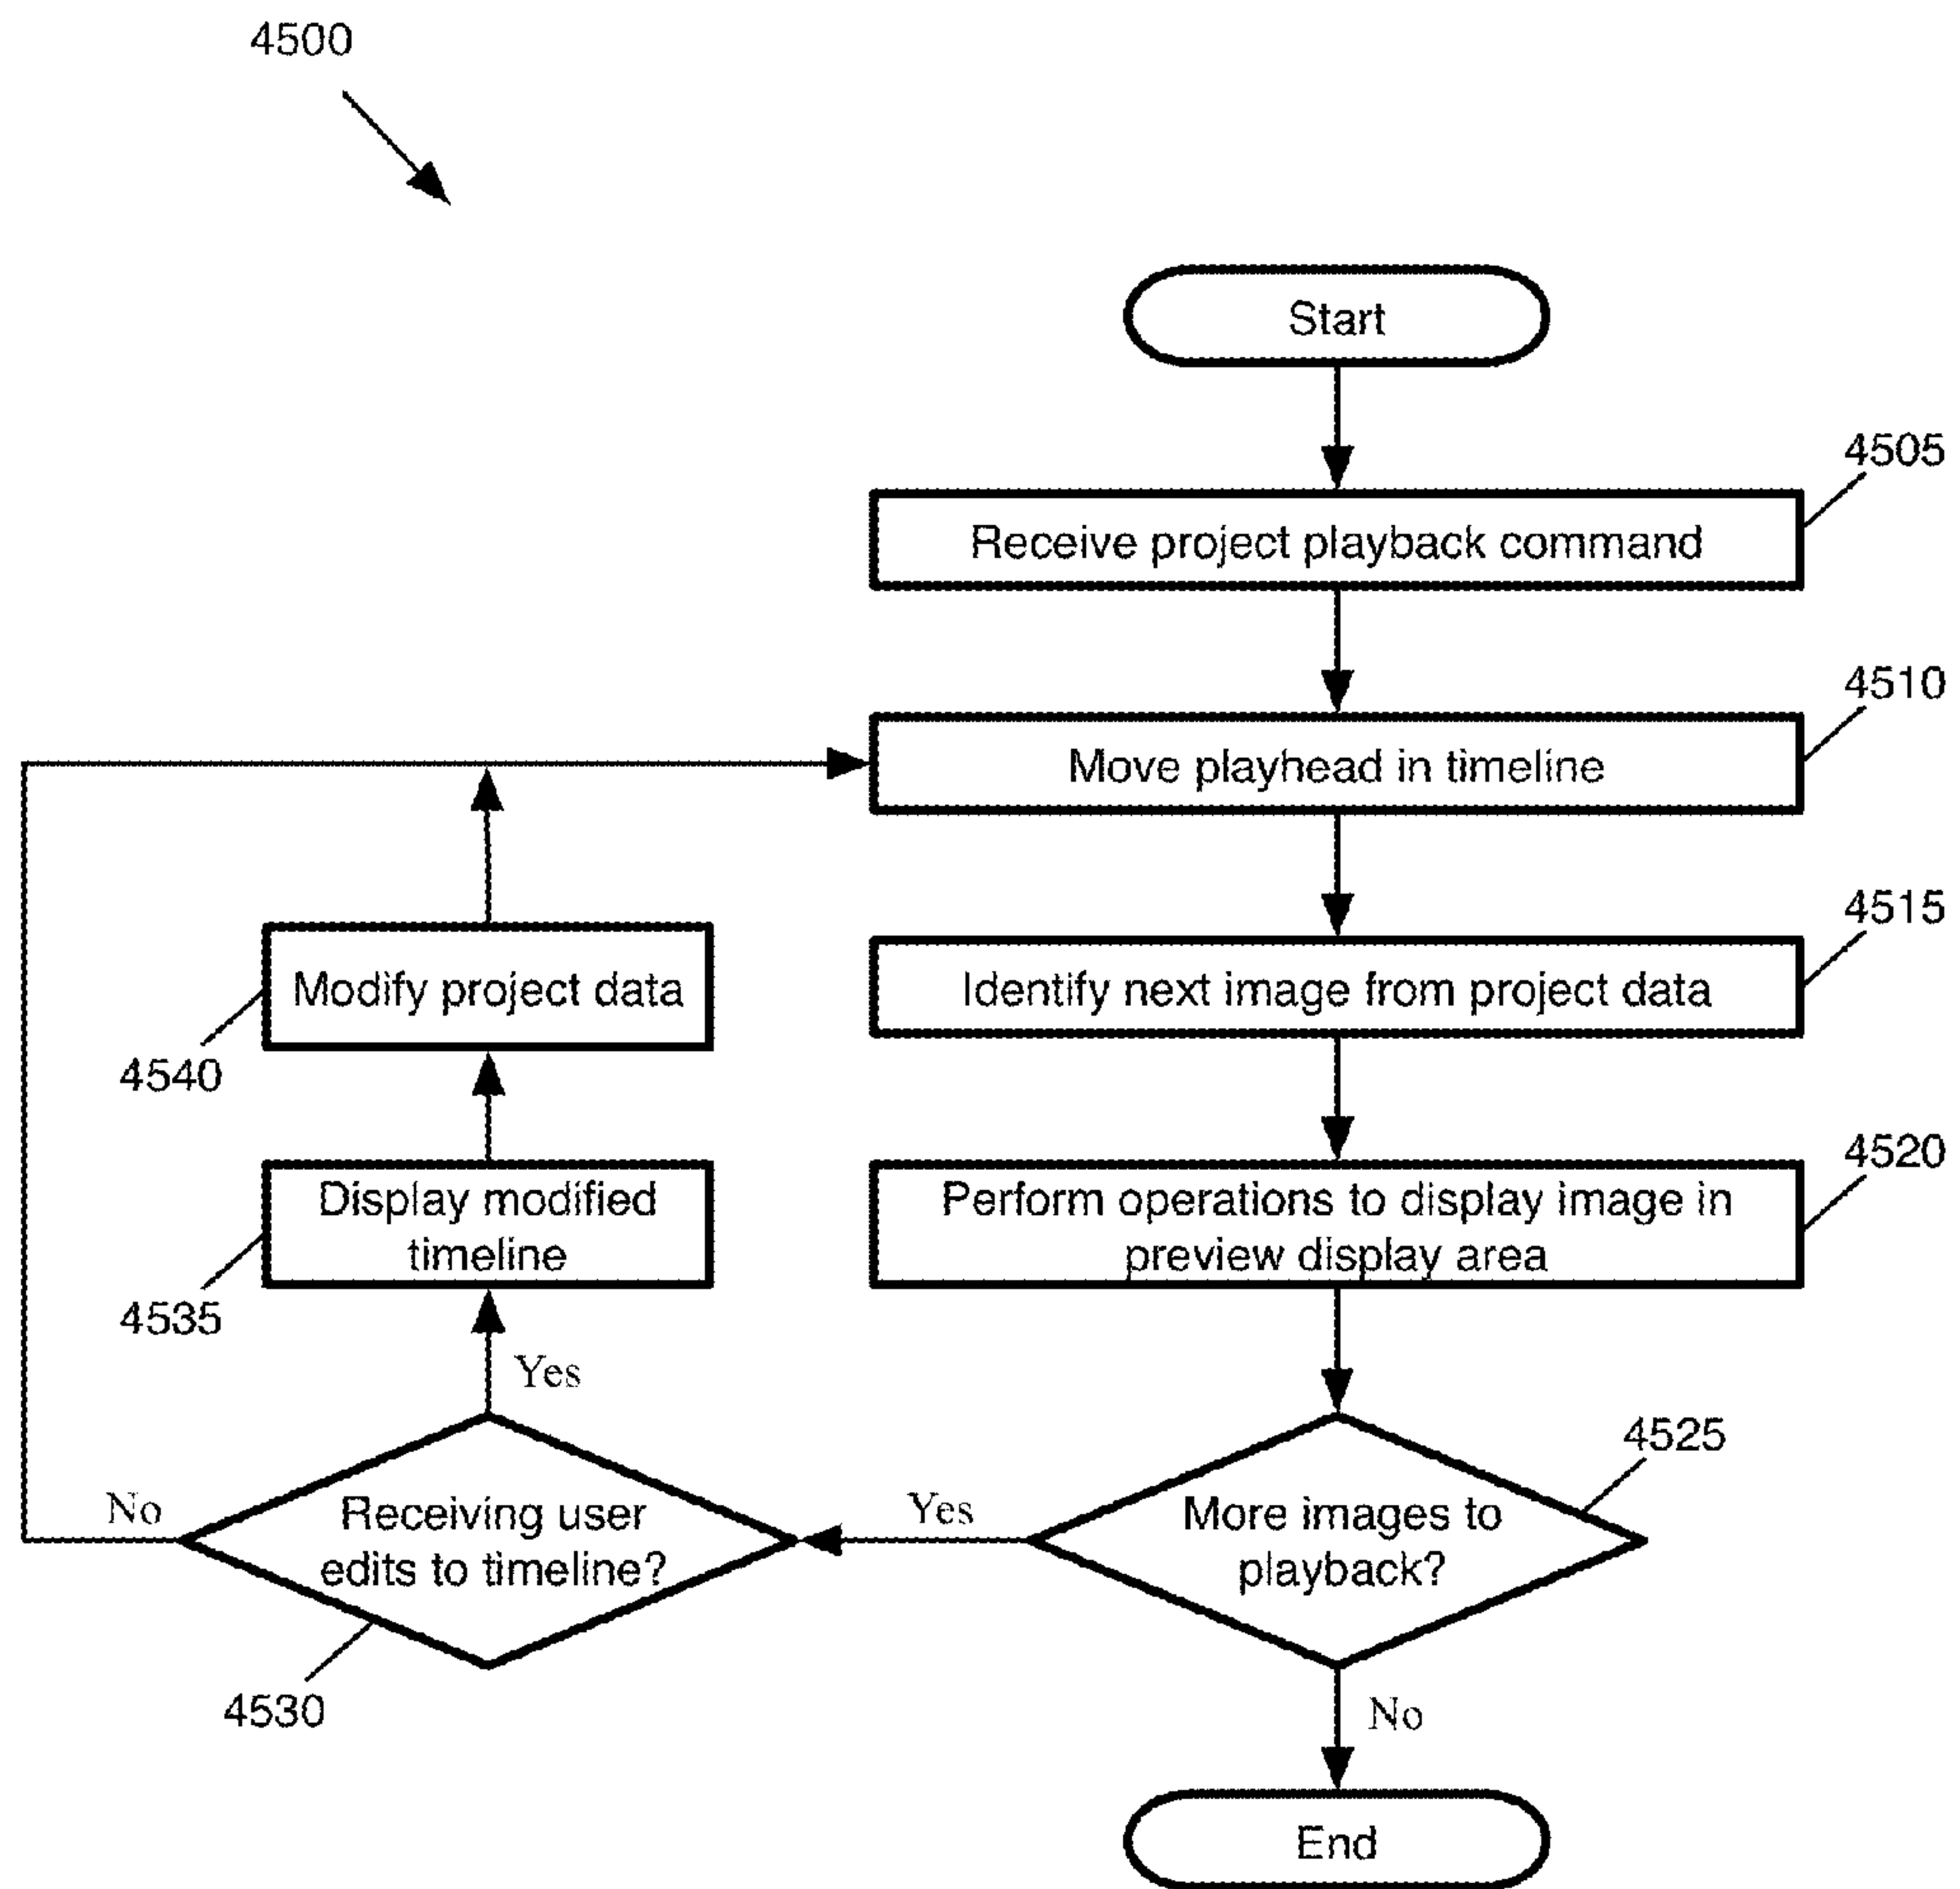 4500
Start
4505
Receive project playback command
4510
Move playhead in timeline
4515
Identify next image from project data
4520
Perform operations to display image in
preview display area
4525
More images to
playback?
Yes
No
End
Receiving user
edits to timeline?
4530
No
Yes
Display modified
timeline
4535
Modify project data
4540